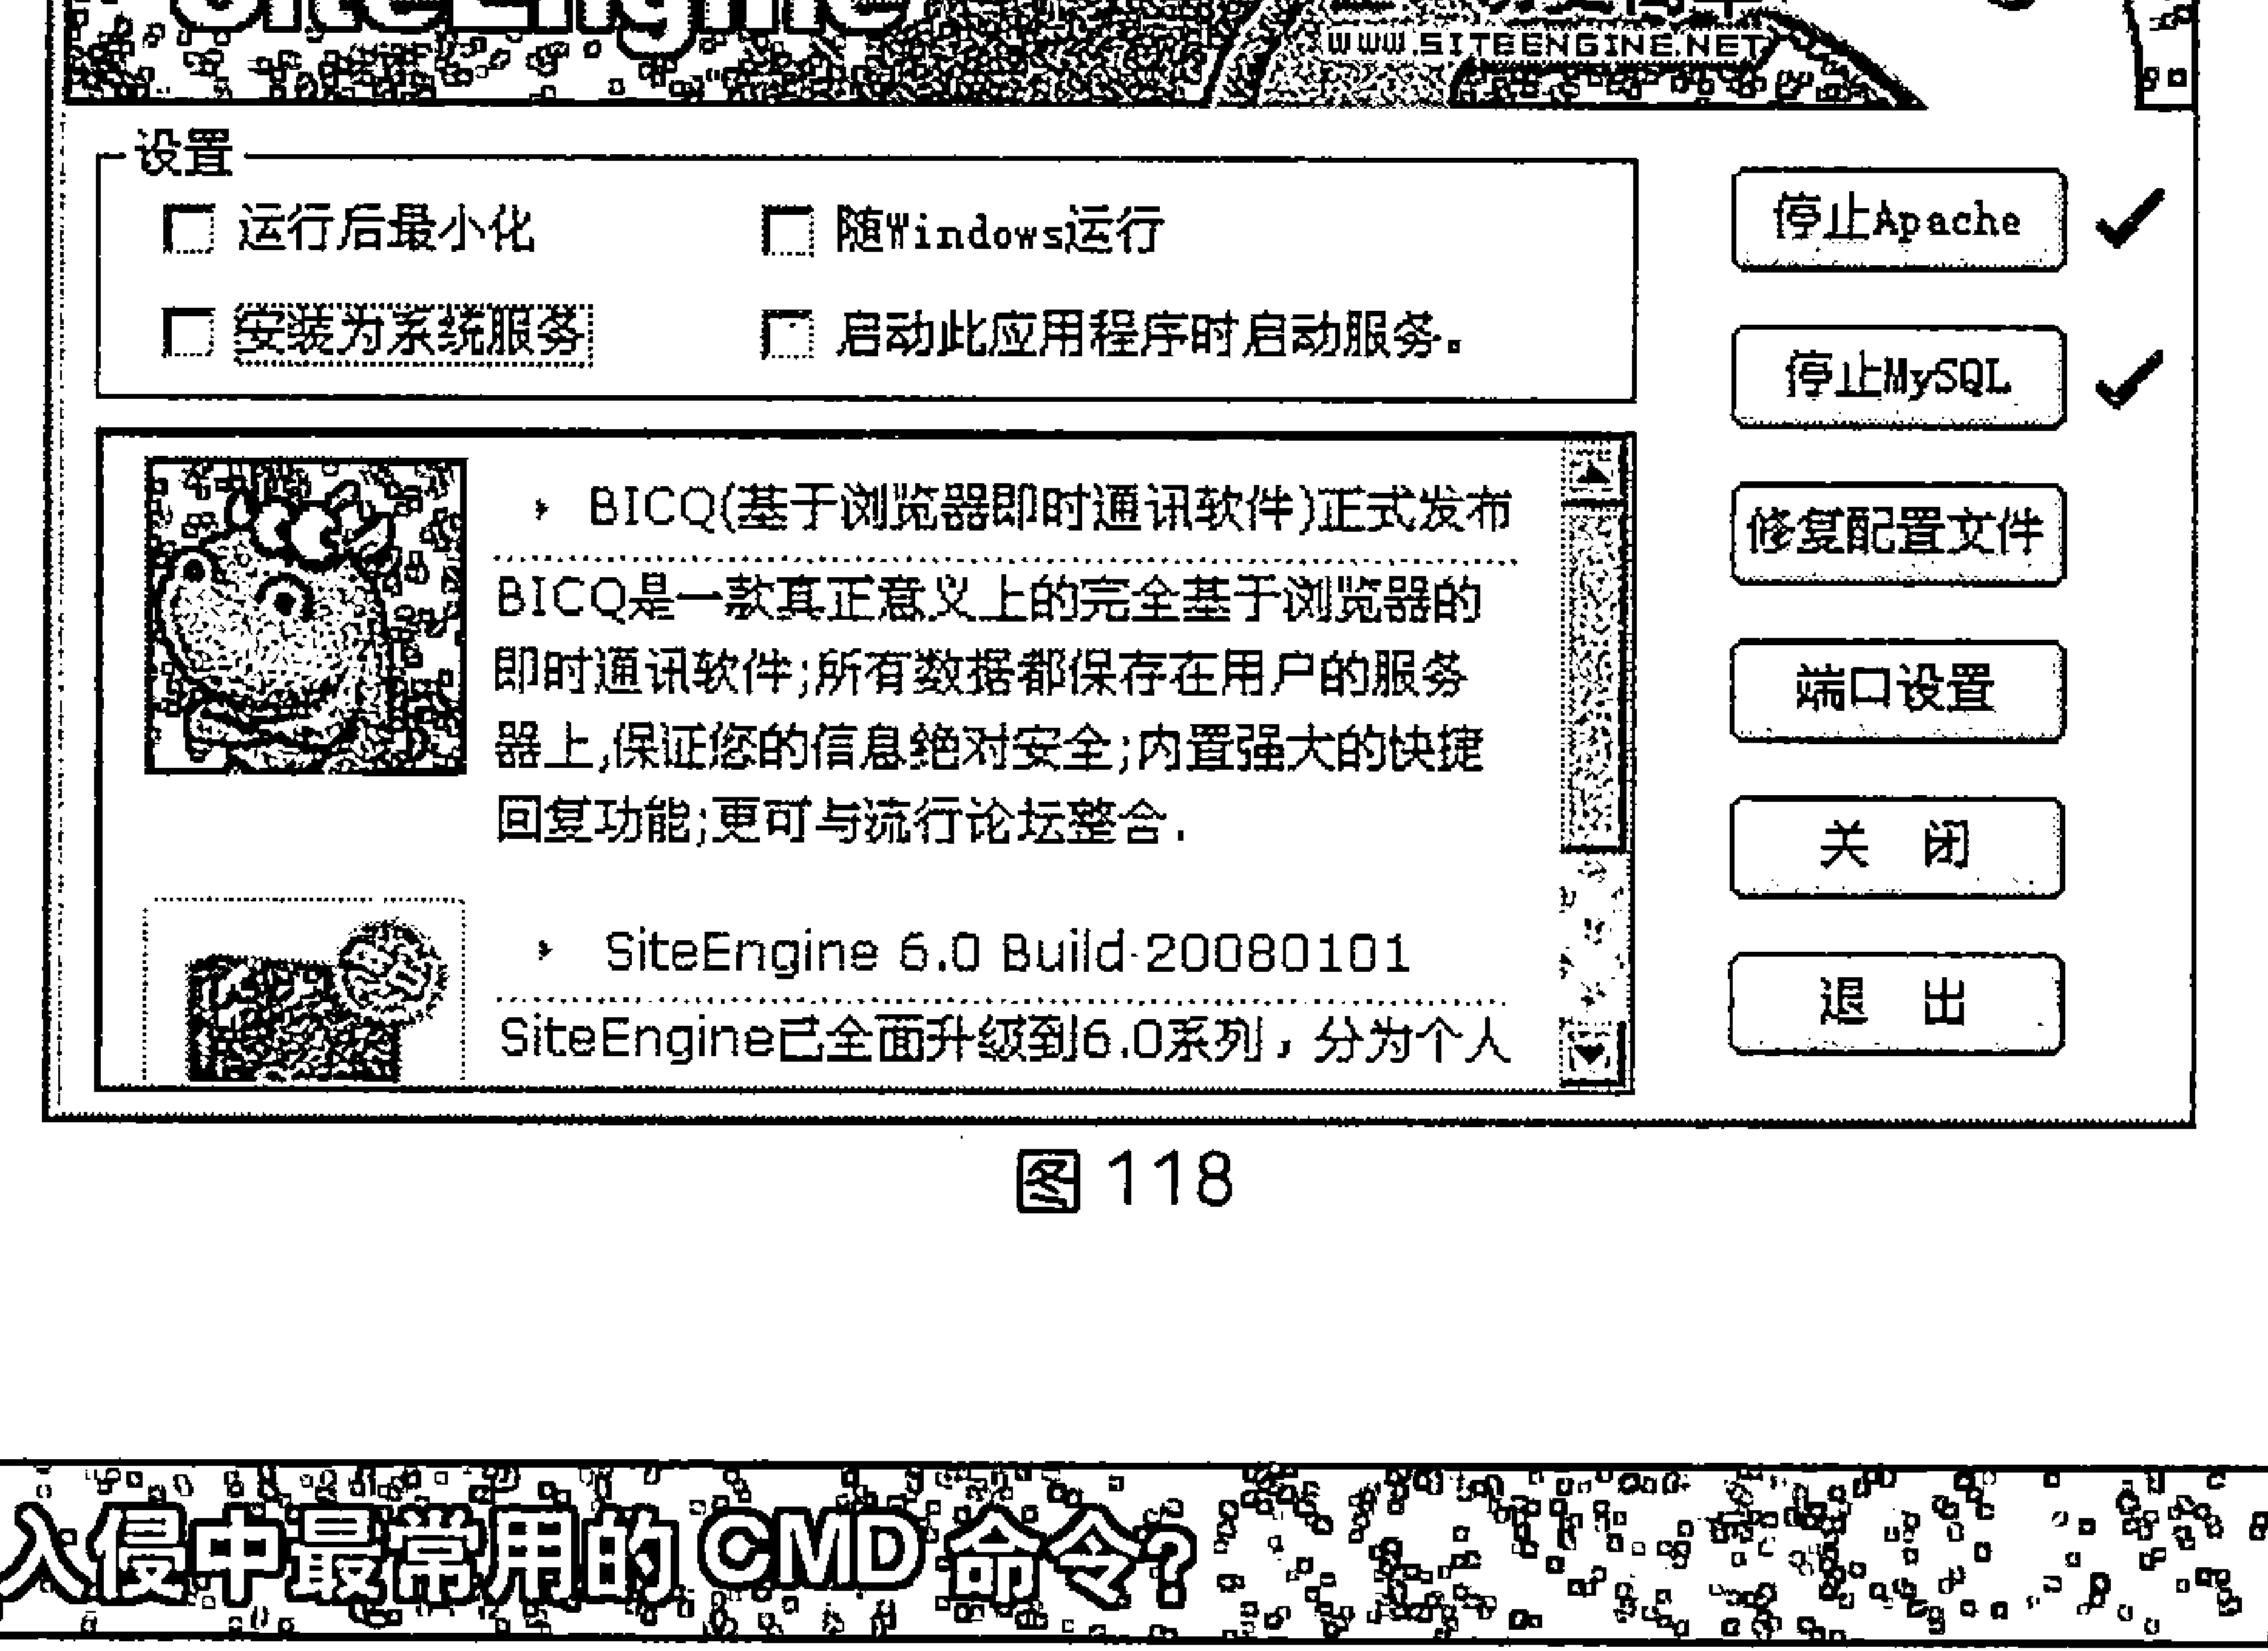 SiteEngine
WWW.SITEENGINE.NET
设置
运行后最小化
随Windows运行
安装为系统服务
启动此应用程序时启动服务。
停止Apache
停止MySQL
修复配置文件
端口设置
关 闭
退 出
BICQ(基于浏览器即时通讯软件)正式发布
BICQ是一款真正意义上的完全基于浏览器的
即时通讯软件;所有数据都保存在用户的服务
器上,保证您的信息绝对安全;内置强大的快捷
回复功能;更可与流行论坛整合.
SiteEngine 6.0 Build 20080101
SiteEngine已全面升级到6.0系列，分为个人
图 118
入侵中最常用的 CMD 命令?